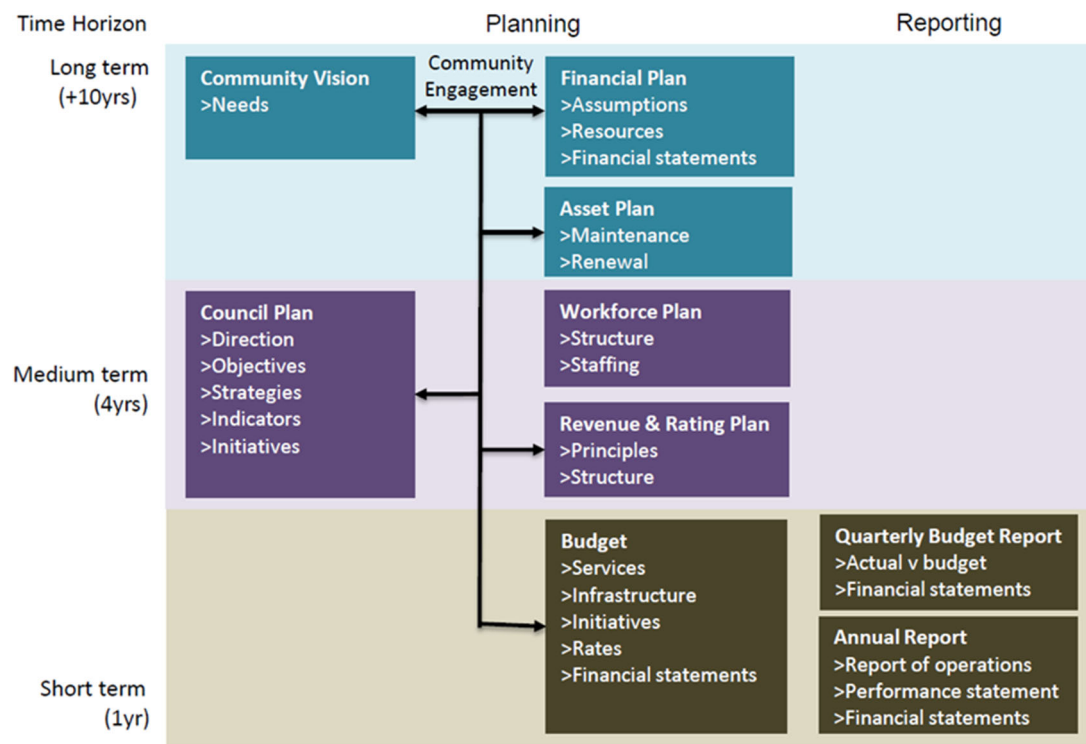 Time Horizon
Planning
Reporting
Long term
(+10yrs)
Community Vision
>Needs
Community
Engagement
Financial Plan
>Assumptions
>Resources
>Financial statements
Asset Plan
>Maintenance
>Renewal
Medium term
(4yrs)
Council Plan
>Direction
>Objectives
>Strategies
>Indicators
>Initiatives
Workforce Plan
>Structure
>Staffing
Revenue & Rating Plan
>Principles
>Structure
Short term
(1yr)
Budget
>Services
>Infrastructure
>Initiatives
>Rates
>Financial statements
Quarterly Budget Report
>Actual v budget
>Financial statements
Annual Report
>Report of operations
>Performance statement
>Financial statements